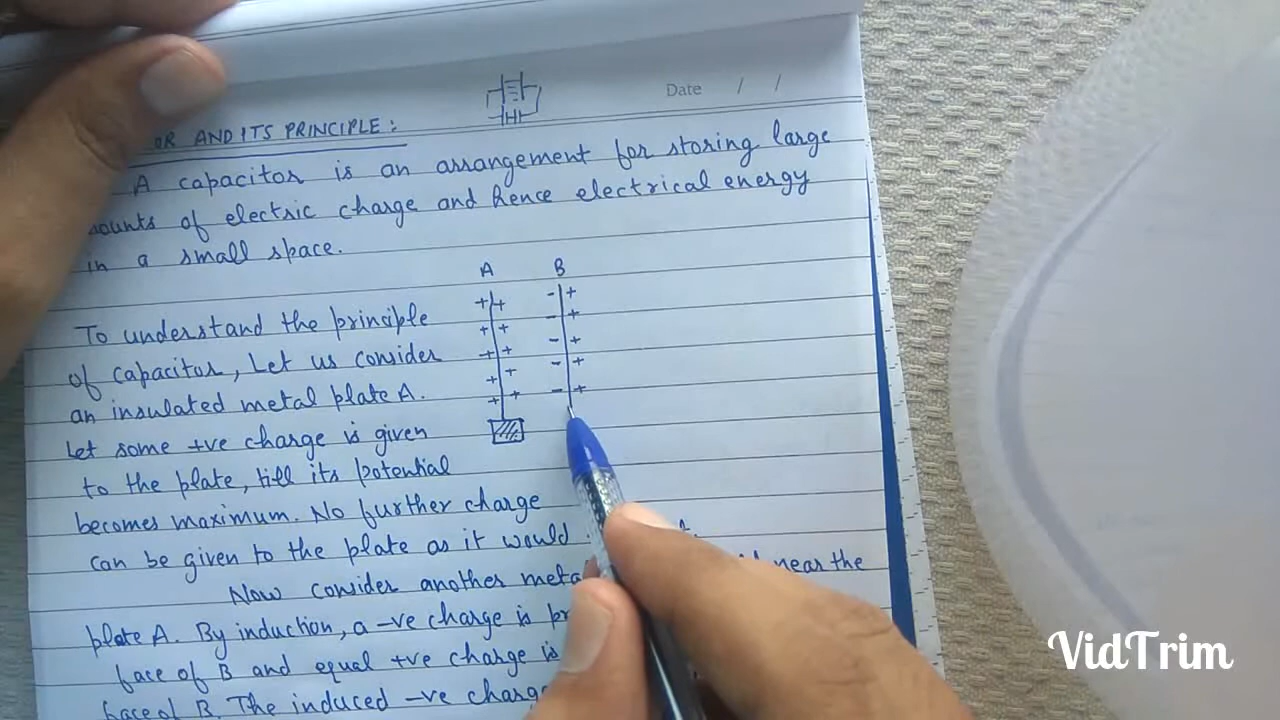 Date / /
OR AND ITS PRINCIPLE:
A capacitor is an arrangement for storing large
ounts of electric charge and hence electrical energy
in a small space.
A B
To understand the principle
of capacitor, Let us consider
an insulated metal plate A.
Let some +ve charge is given
to the plate, till its potential
becomes maximum. No further charge
can be given to the plate as it would
Now consider another meta near the
plate A. By induction, a -ve charge is pr
face of B and equal +ve charge is
face of B. The induced -ve charg
VidTrim